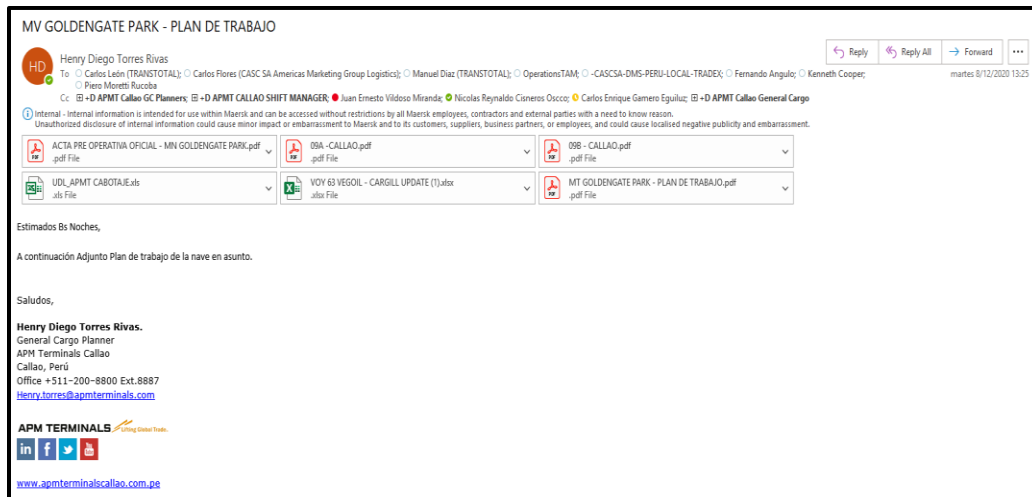 MV GOLDENGATE PARK - PLAN DE TRABAJO
Reply Reply All Forward ...
HD
Henry Diego Torres Rivas
martes 8/12/2020 13:25
To Carlos León (TRANSTOTAL); Carlos Flores (CASC SA Americas Marketing Group Logistics); Manuel Diaz (TRANSTOTAL); OperationsTAM; -CASCSA-DMS-PERU-LOCAL-TRADEX; Fernando Angulo; Kenneth Cooper;
Piero Moretti Rucoba
Cc +D APMT Callao GC Planners; +D APMT CALLAO SHIFT MANAGER; Juan Ernesto Vildoso Miranda; Nicolas Reynaldo Cisneros Oscco; Carlos Enrique Gamero Eguiluz; +D APMT Callao General Cargo
Internal - Internal information is intended for use within Maersk and can be accessed without restrictions by all Maersk employees, contractors and external parties with a need to know reason.
Unauthorized disclosure of internal information could cause minor impact or embarrassment to Maersk and to its customers, suppliers, business partners, or employees, and could cause localised negative publicity and embarrassment.
ACTA PRE OPERATIVA OFICIAL - MN GOLDENGATE PARK.pdf
.pdf File
09A -CALLAO.pdf
.pdf File
09B - CALLAO.pdf
.pdf File
UDL_APMT CABOTAJE.xls
.xls File
VOY 63 VEGOIL - CARGILL UPDATE (1).xlsx
.xlsx File
MT GOLDENGATE PARK - PLAN DE TRABAJO.pdf
.pdf File
Estimados Bs Noches,
A continuación Adjunto Plan de trabajo de la nave en asunto.
Saludos,
Henry Diego Torres Rivas.
General Cargo Planner
APM Terminals Callao
Callao, Perú
Office +511-200-8800 Ext.8887
Henry.torres@apmterminals.com
APM TERMINALS Lifting Global Trade.
www.apmterminalscallao.com.pe